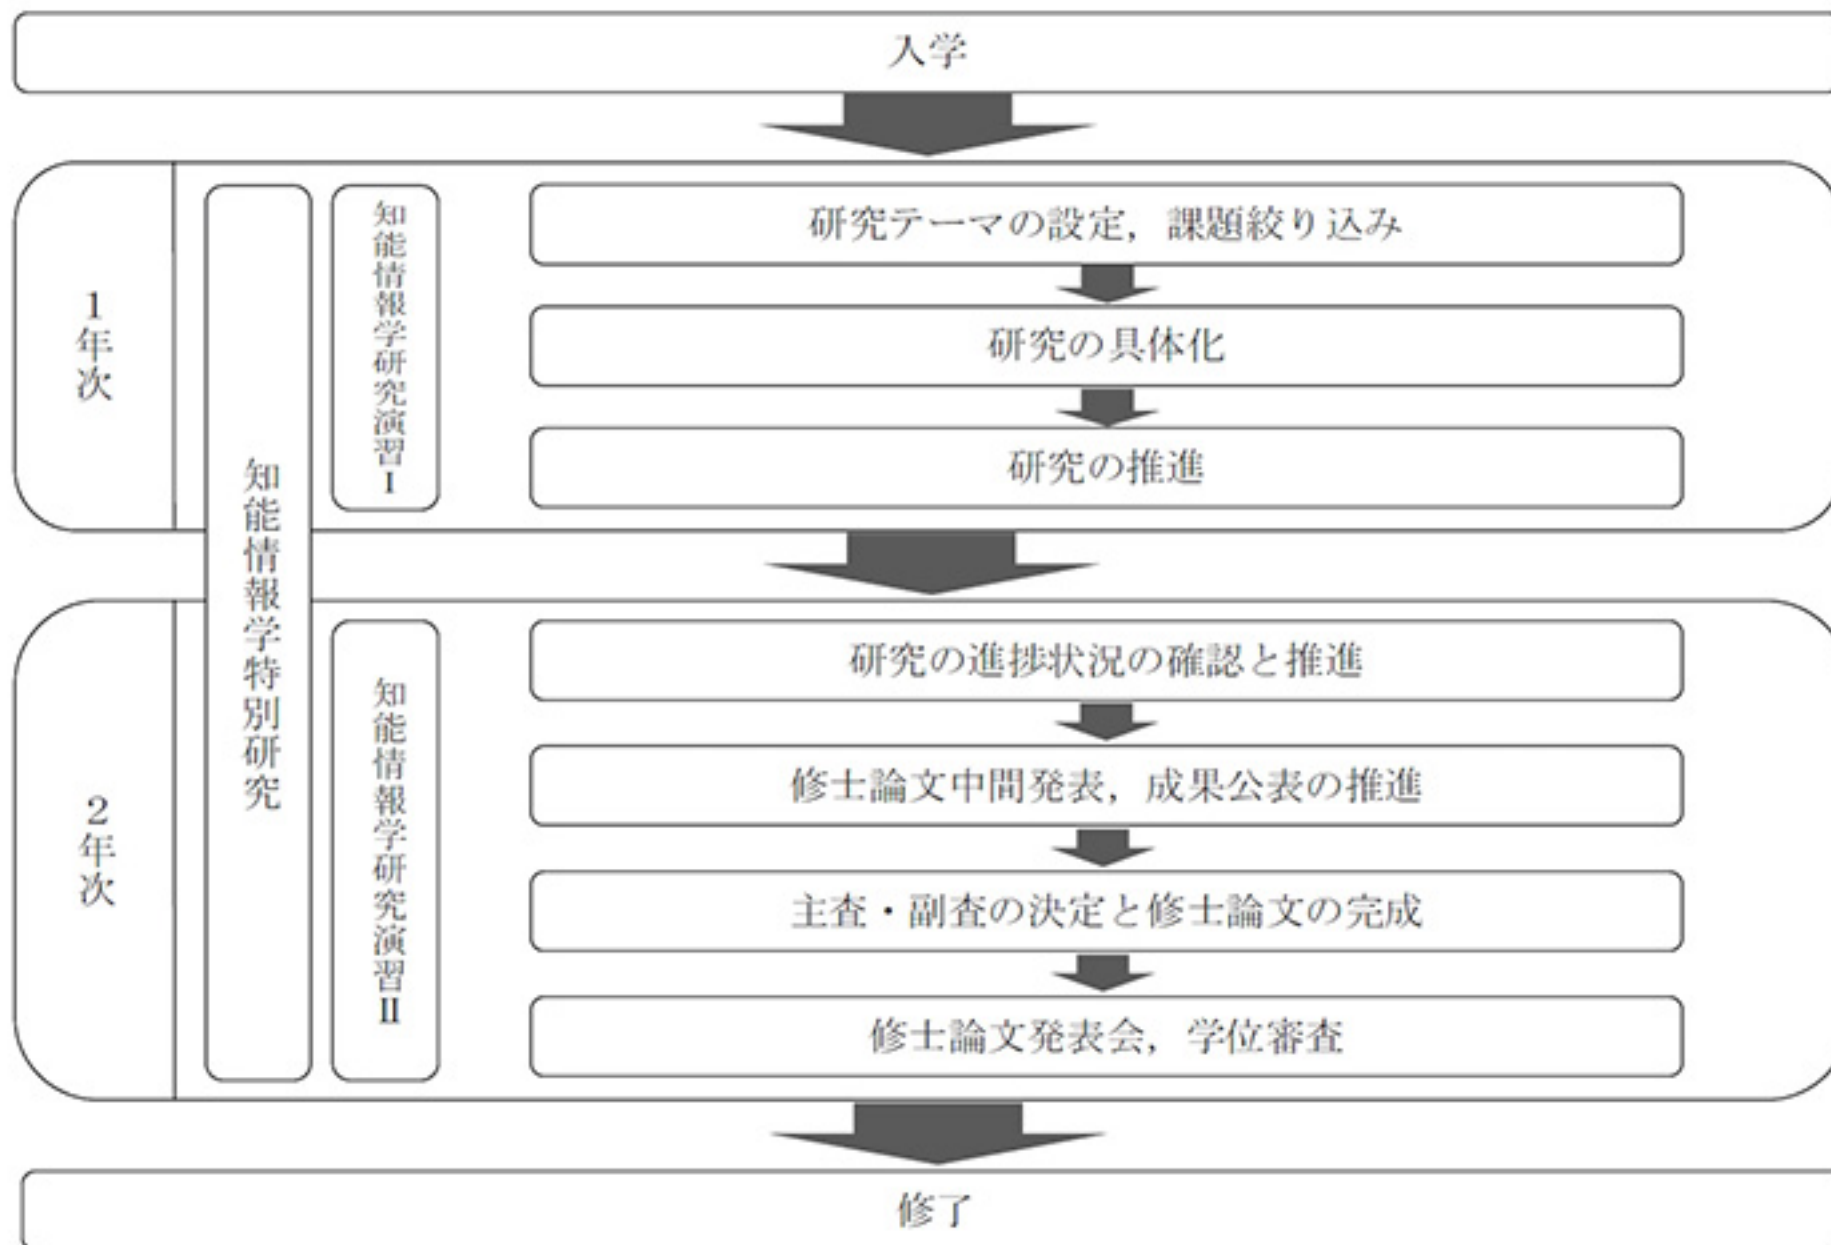 入学
1年次
知能情報学特別研究
知能情報学研究演習Ⅰ
研究テーマの設定，課題絞り込み
研究の具体化
研究の推進
2年次
知能情報学研究演習Ⅱ
研究の進捗状況の確認と推進
修士論文中間発表，成果公表の推進
主査・副査の決定と修士論文の完成
修士論文発表会，学位審査
修了